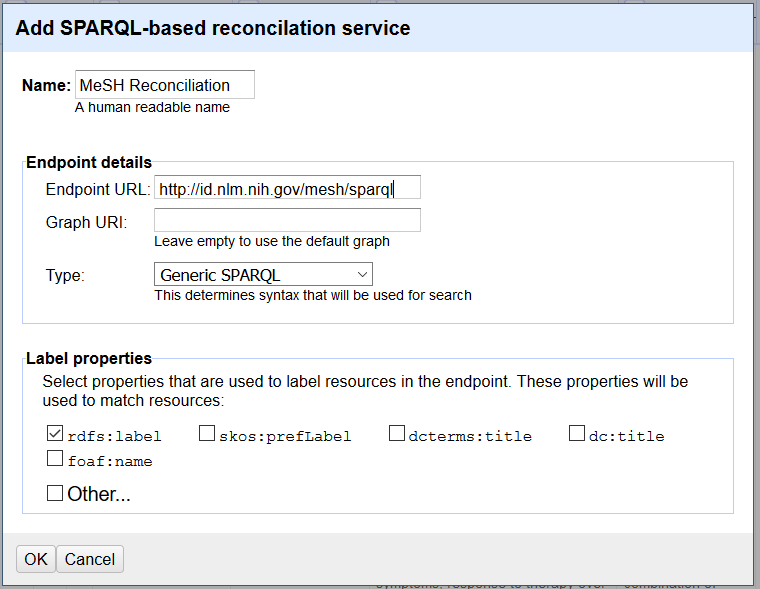 Add SPARQL-based reconcilation service
Name: MeSH Reconciliation
A human readable name
Endpoint details
Endpoint URL: http://id.nlm.nih.gov/mesh/sparql
Graph URI:
Leave empty to use the default graph
Type: Generic SPARQL
This determines syntax that will be used for search
Label properties
Select properties that are used to label resources in the endpoint. These properties will be
used to match resources:
rdfs:label skos:prefLabel dcterms:title dc:title
foaf:name
Other...
OK Cancel